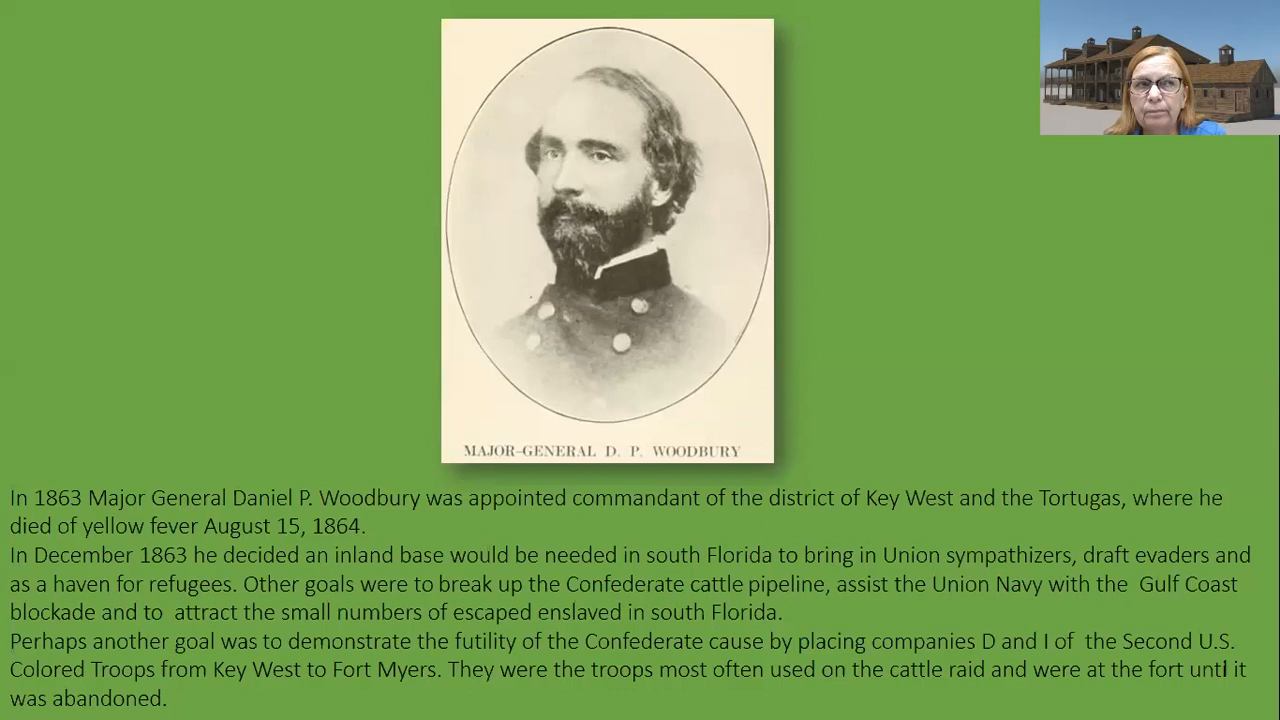 MAJOR-GENERAL D. P. WOODBURY
In 1863 Major General Daniel P. Woodbury was appointed commandant of the district of Key West and the Tortugas, where he
died of yellow fever August 15, 1864.
In December 1863 he decided an inland base would be needed in south Florida to bring in Union sympathizers, draft evaders and
as a haven for refugees. Other goals were to break up the Confederate cattle pipeline, assist the Union Navy with the  Gulf Coast
blockade and to  attract the small numbers of escaped enslaved in south Florida.
Perhaps another goal was to demonstrate the futility of the Confederate cause by placing companies D and I of  the Second U.S.
Colored Troops from Key West to Fort Myers. They were the troops most often used on the cattle raid and were at the fort until it
was abandoned.